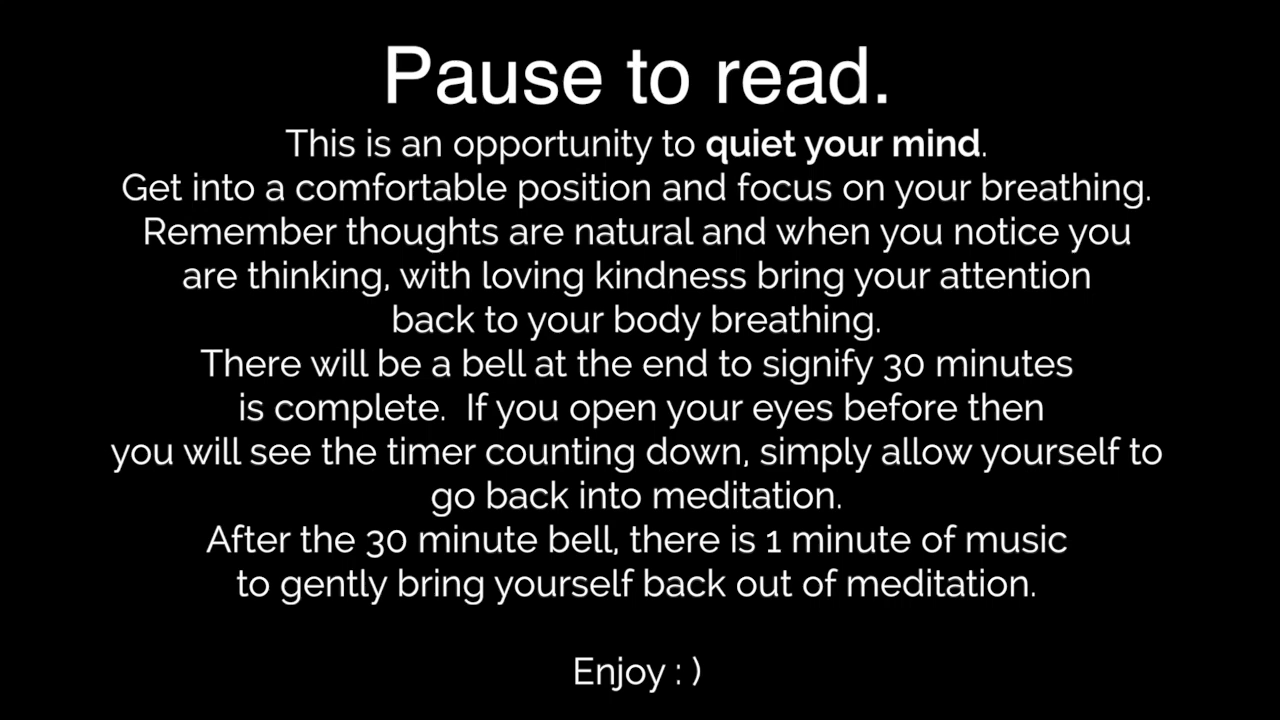 Pause to read.
This is an opportunity to quiet your mind.
Get into a comfortable position and focus on your breathing.
Remember thoughts are natural and when you notice you
are thinking, with loving kindness bring your attention
back to your body breathing.
There will be a bell at the end to signify 30 minutes
is complete.  If you open your eyes before then
you will see the timer counting down, simply allow yourself to
go back into meditation.
After the 30 minute bell, there is 1 minute of music
to gently bring yourself back out of meditation.
Enjoy : )